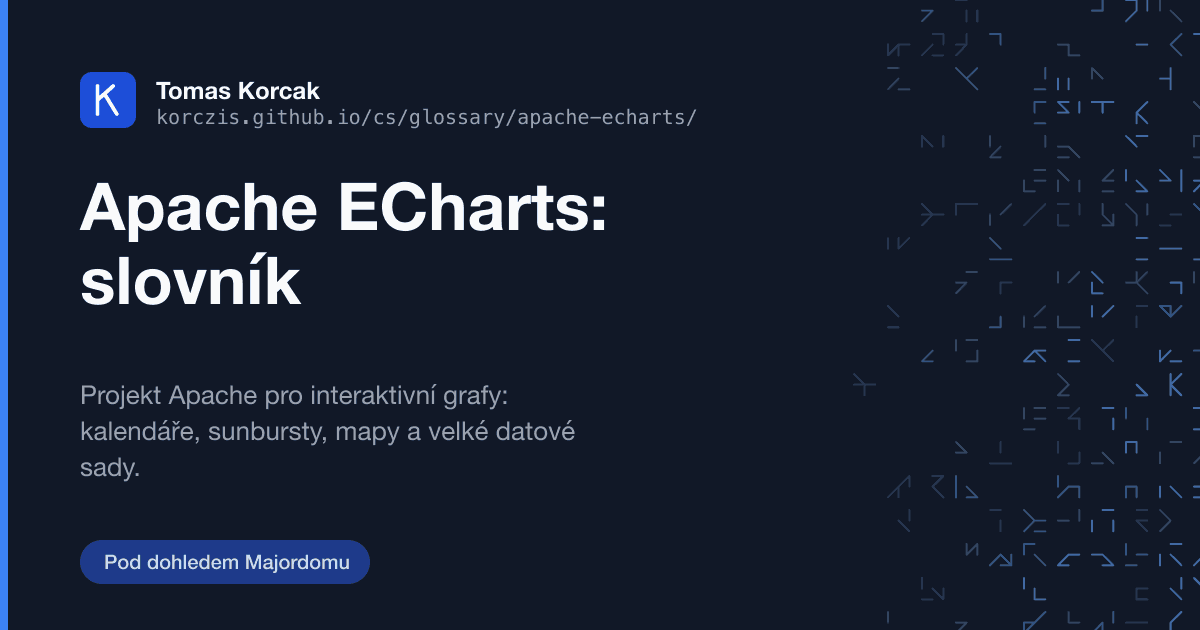 Tomas Korcak
korczis.github.io/cs/glossary/apache-echarts/
Apache ECharts:
slovník
Projekt Apache pro interaktivní grafy:
kalendáře, sunbursty, mapy a velké datové
sady.
Pod dohledem Majordomu